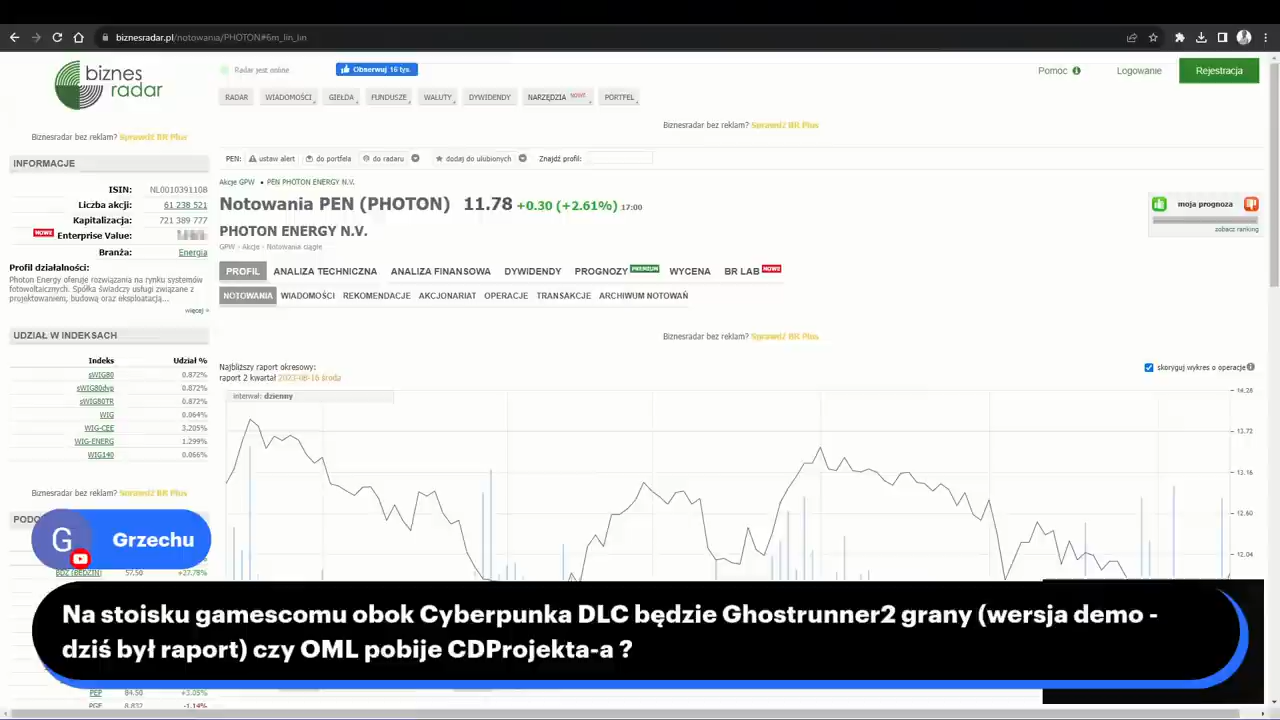 biznesradar.pl/notowania/PHOTON#6m_lin_lin
biznes
radar
Radar jest online
Obserwuj 16 tys.
Pomoc
Logowanie
Rejestracja
RADAR
WIADOMOŚCI
GIEŁDA
FUNDUSZE
WALUTY
DYWIDENDY
NARZĘDZIA NOWE
PORTFEL
Biznesradar bez reklam? Sprawdź BR Plus
Biznesradar bez reklam? Sprawdź BR Plus
PEN:
ustaw alert
do portfela
do radaru
dodaj do ulubionych
Znajdź profil:
INFORMACJE
ISIN: NL0010391108
Liczba akcji: 61 238 521
Kapitalizacja: 721 389 777
NOWE Enterprise Value:
Branża: Energia
Profil działalności:
Photon Energy oferuje rozwiązania na rynku systemów
fotowoltaicznych. Spółka świadczy usługi związane z
projektowaniem, budową oraz eksploatacją...
więcej »
Akcje GPW • PEN PHOTON ENERGY N.V.
Notowania PEN (PHOTON) 11.78 +0.30 (+2.61%) 17:00
PHOTON ENERGY N.V.
GPW - Akcje - Notowania ciągłe
moja prognoza
zobacz ranking
PROFIL
ANALIZA TECHNICZNA
ANALIZA FINANSOWA
DYWIDENDY
PROGNOZY PREMIUM
WYCENA
BR LAB NOWE
NOTOWANIA
WIADOMOŚCI
REKOMENDACJE
AKCJONARIAT
OPERACJE
TRANSAKCJE
ARCHIWUM NOTOWAŃ
UDZIAŁ W INDEKSACH
Indeks Udział %
sWIG80 0.872%
sWIG80dvp 0.872%
sWIG80TR 0.872%
WIG 0.064%
WIG-CEE 3.205%
WIG-ENERG 1.299%
WIG140 0.066%
Biznesradar bez reklam? Sprawdź BR Plus
Biznesradar bez reklam? Sprawdź BR Plus
Najbliższy raport okresowy:
raport 2 kwartał 2023-08-16 środa
skoryguj wykres o operacje
interwał: dzienny
14.28
13.72
13.16
12.60
12.04
PODO
BDZ (BĘDZIN) 57.50 +27.78%
G
Grzechu
Na stoisku gamescomu obok Cyberpunka DLC będzie Ghostrunner2 grany (wersja demo -
dziś był raport) czy OML pobije CDProjekta-a ?
PEP 84.50 +3.05%
PGE 8.832 -1.14%